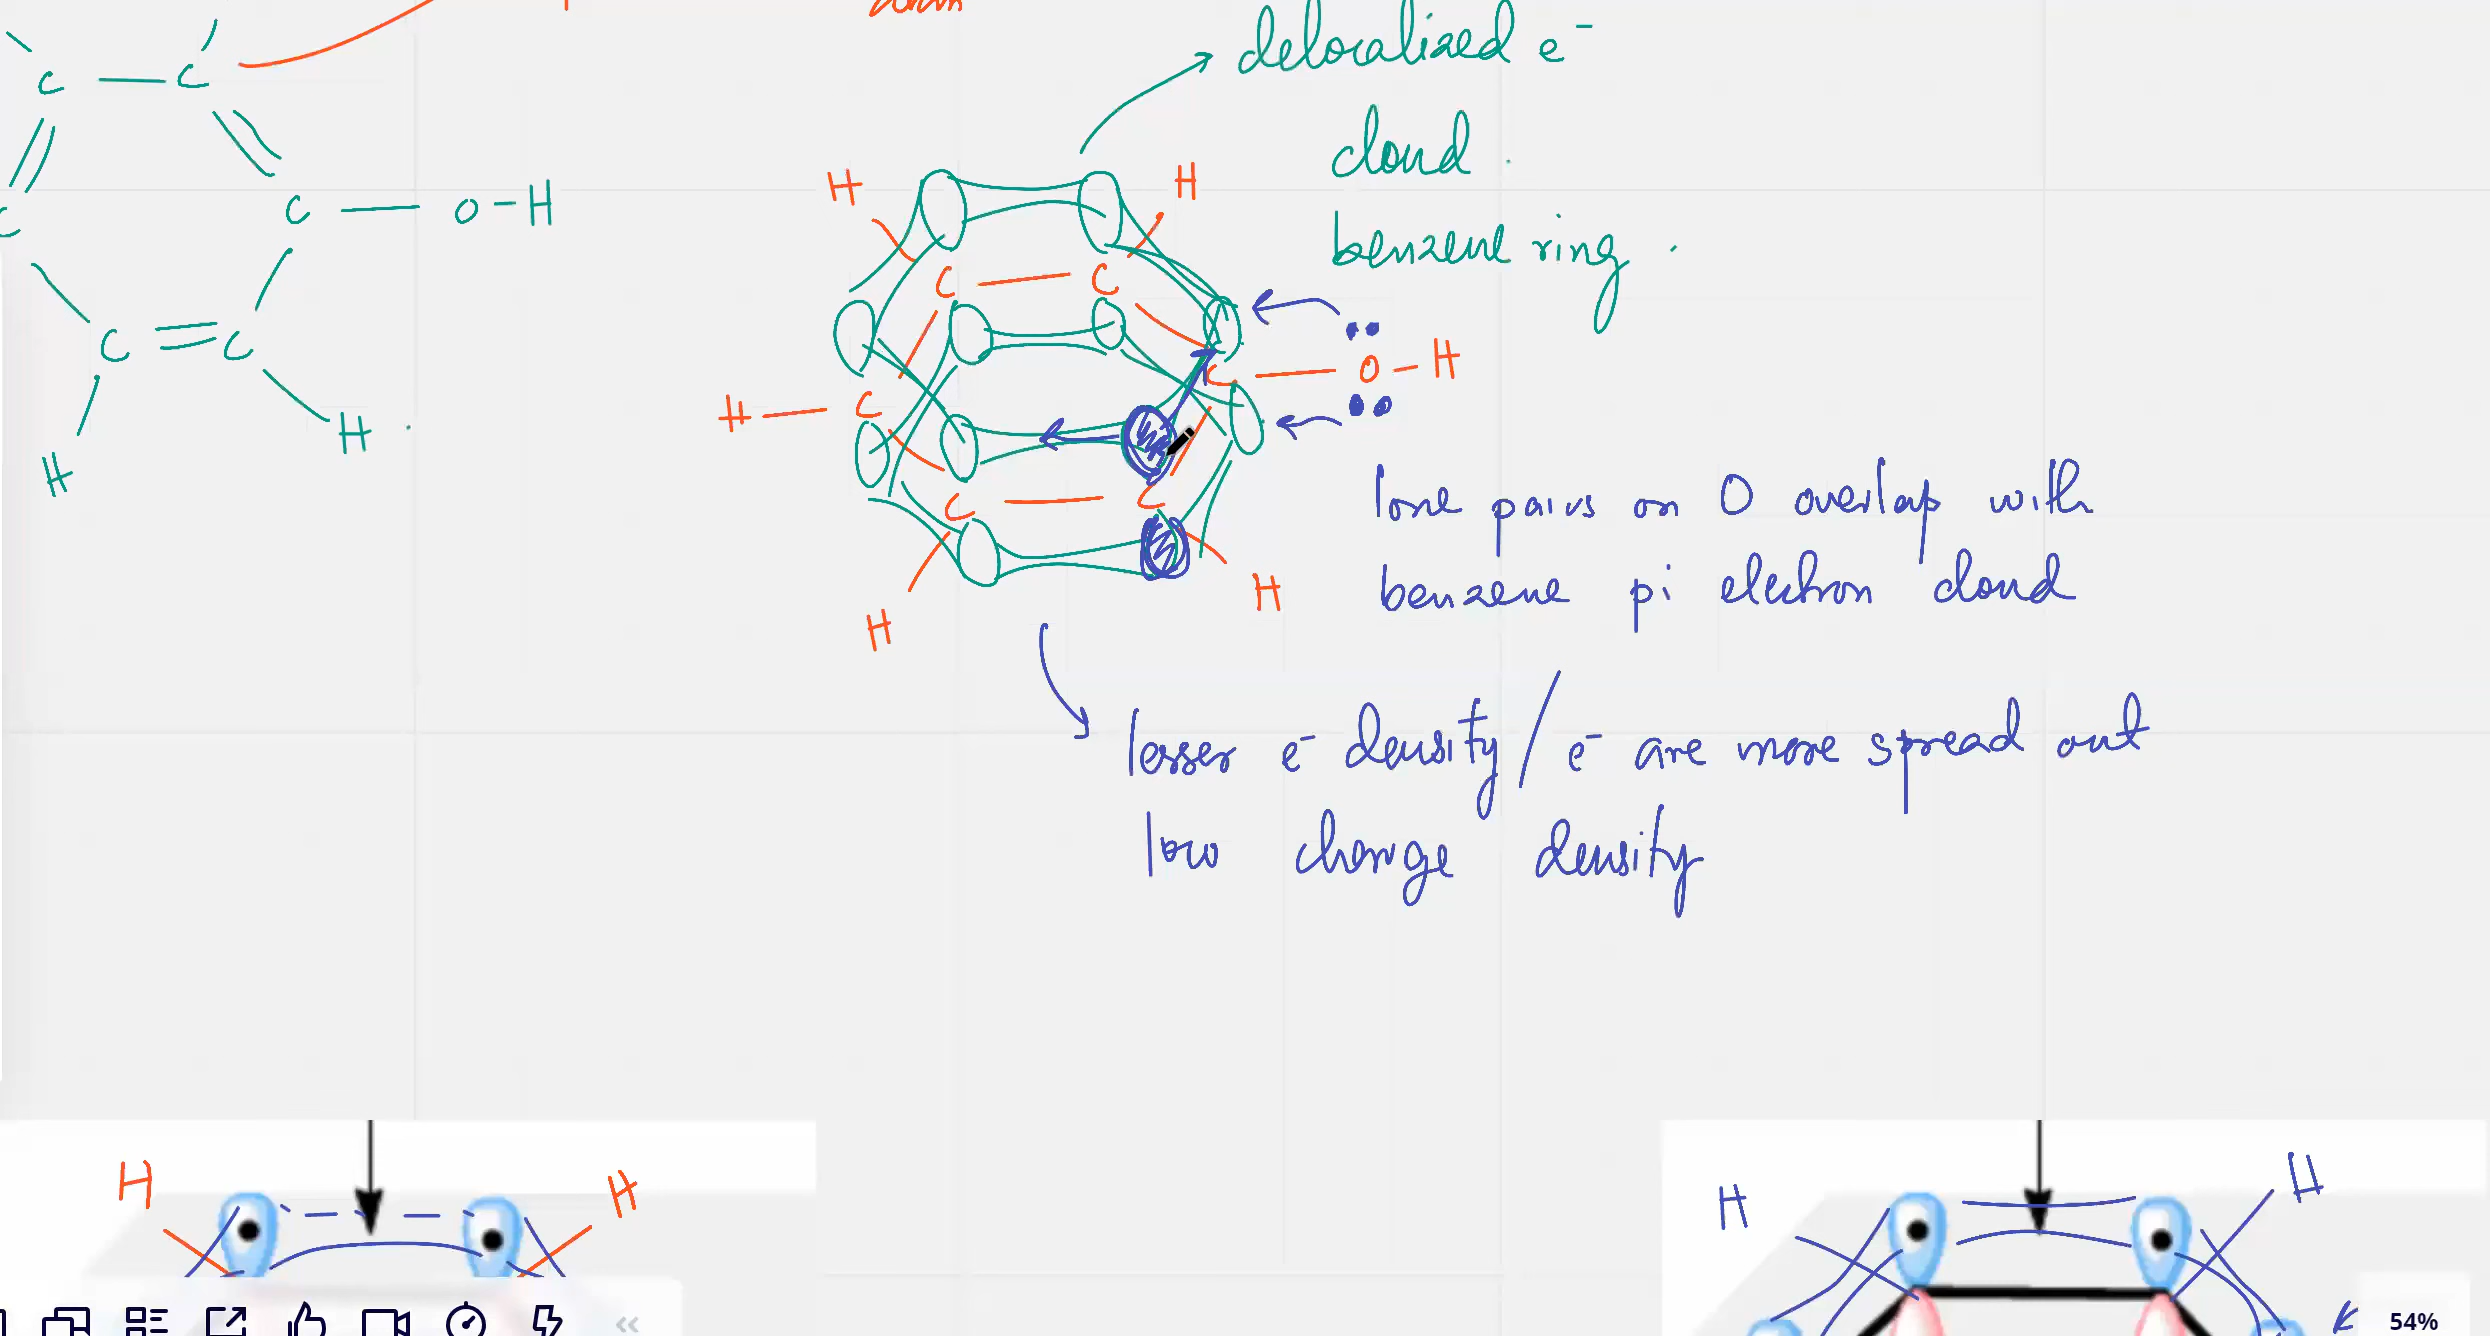 delocalized e⁻
cloud.
benzene ring.
C — C
C — O – H
C = C
H
H
H
H
C — C
C — O – H
H — C
C — C
H
H
lone pairs on O overlap with
benzene pi electron cloud
lesser e⁻ density / e⁻ are more spread out
low charge density
H
H
H
H
54%